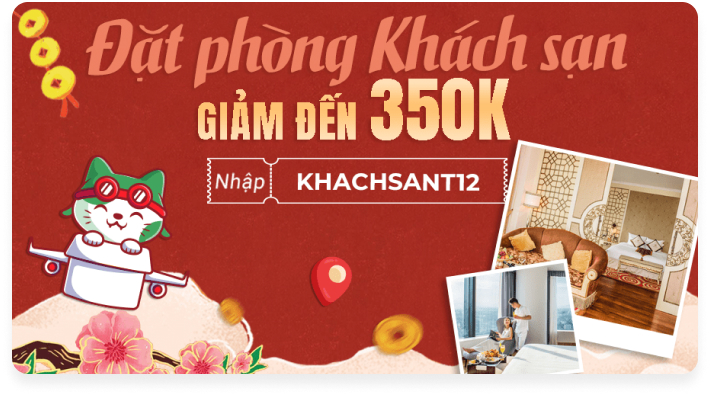 Đặt phòng Khách sạn
GIẢM ĐẾN 350K
Nhập KHACHSANT12